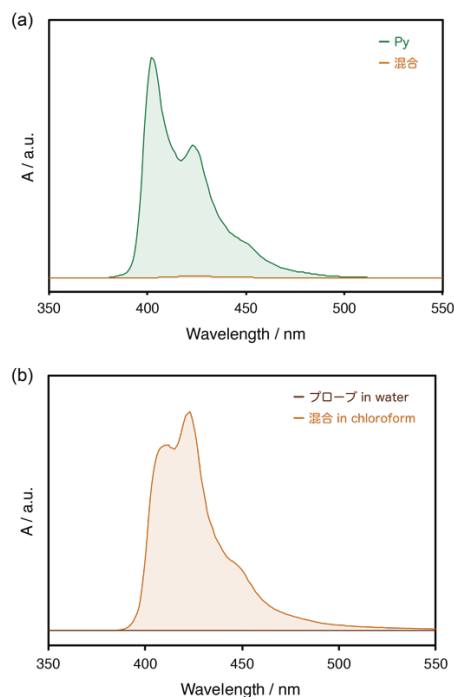 (a)
Py
混合
A / a.u.
350 400 450 500 550
Wavelength / nm
(b)
プローブ in water
混合 in chloroform
A / a.u.
350 400 450 500 550
Wavelength / nm